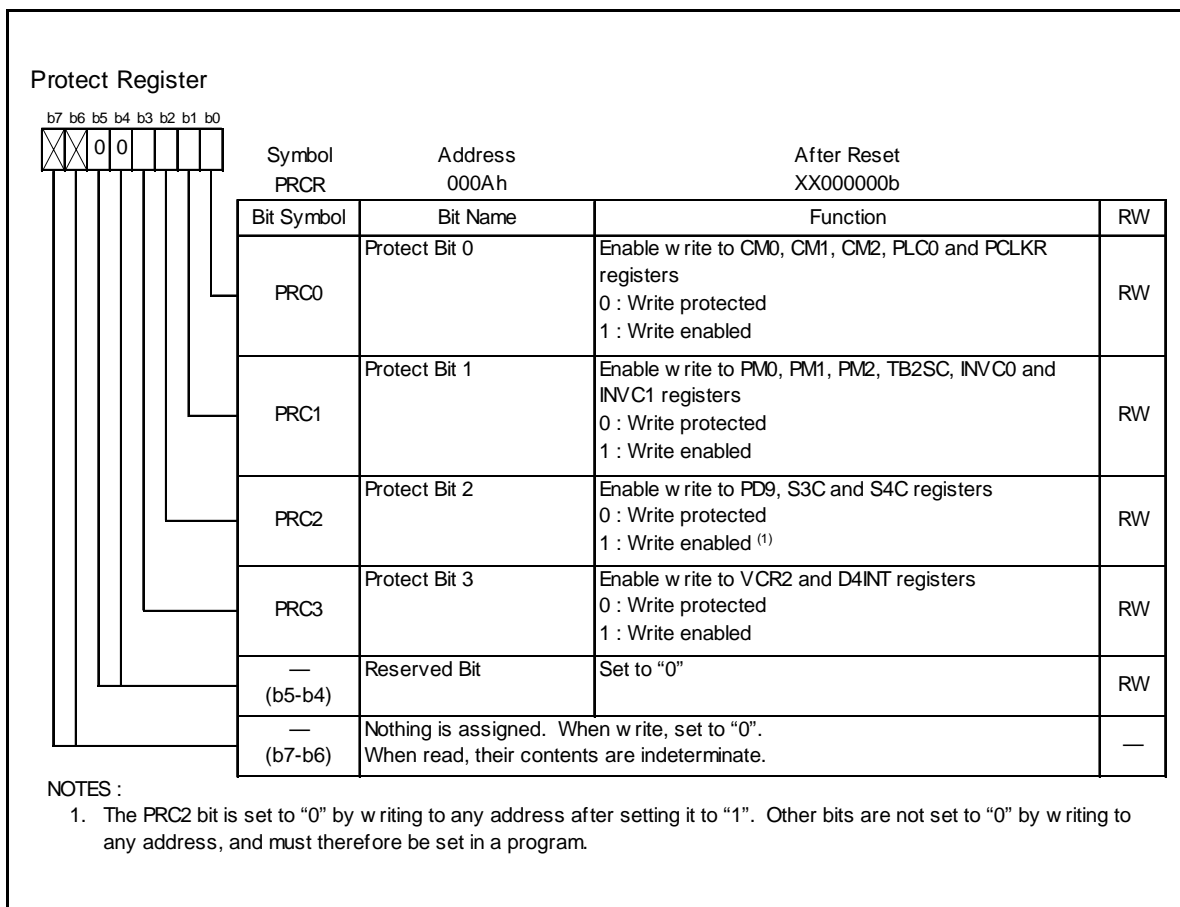 Protect Register
b7 b6 b5 b4 b3 b2 b1 b0
0 0
Symbol Address After Reset
PRCR 000Ah XX000000b
Bit Symbol Bit Name Function RW
PRC0 Protect Bit 0 Enable write to CM0, CM1, CM2, PLC0 and PCLKR
registers
0 : Write protected
1 : Write enabled
RW
PRC1 Protect Bit 1 Enable write to PM0, PM1, PM2, TB2SC, INVC0 and
INVC1 registers
0 : Write protected
1 : Write enabled
RW
PRC2 Protect Bit 2 Enable write to PD9, S3C and S4C registers
0 : Write protected
1 : Write enabled (1)
RW
PRC3 Protect Bit 3 Enable write to VCR2 and D4INT registers
0 : Write protected
1 : Write enabled
RW
—
(b5-b4) Reserved Bit Set to “0” RW
—
(b7-b6) Nothing is assigned. When write, set to “0”.
When read, their contents are indeterminate.
—
NOTES :
1. The PRC2 bit is set to “0” by writing to any address after setting it to “1”. Other bits are not set to “0” by writing to
any address, and must therefore be set in a program.